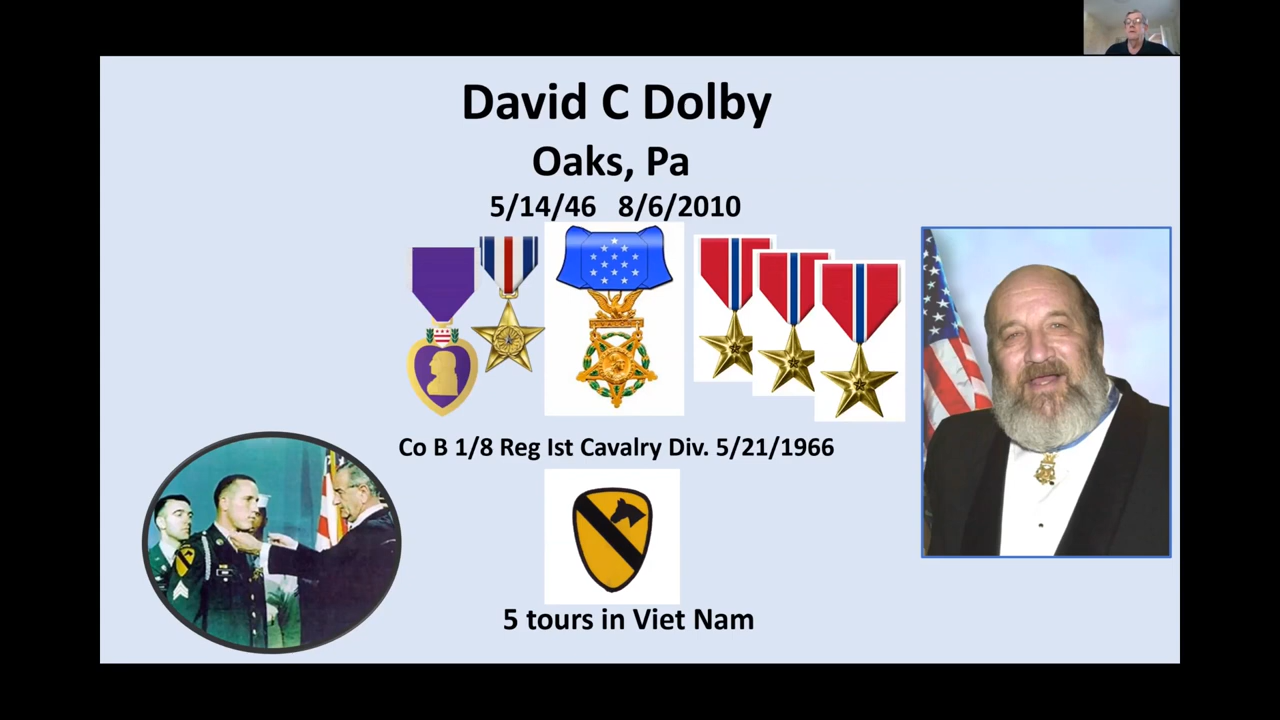 David C Dolby
Oaks, Pa
5/14/46 8/6/2010
Co B 1/8 Reg Ist Cavalry Div. 5/21/1966
5 tours in Viet Nam